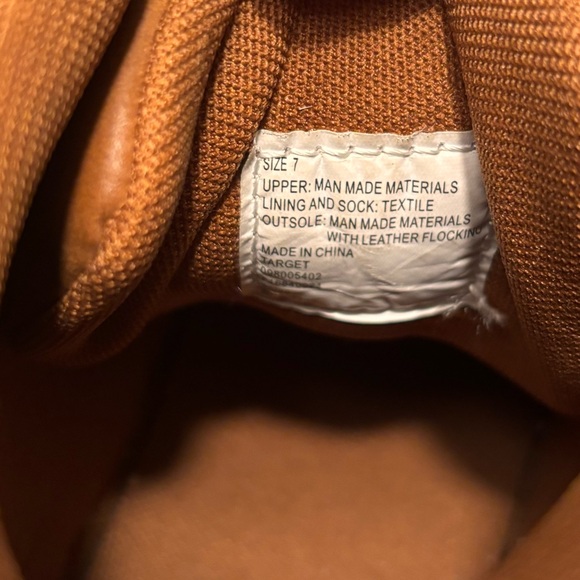 SIZE 7
UPPER: MAN MADE MATERIALS
LINING AND SOCK: TEXTILE
OUTSOLE: MAN MADE MATERIALS
WITH LEATHER FLOCKING
MADE IN CHINA
TARGET
098005402